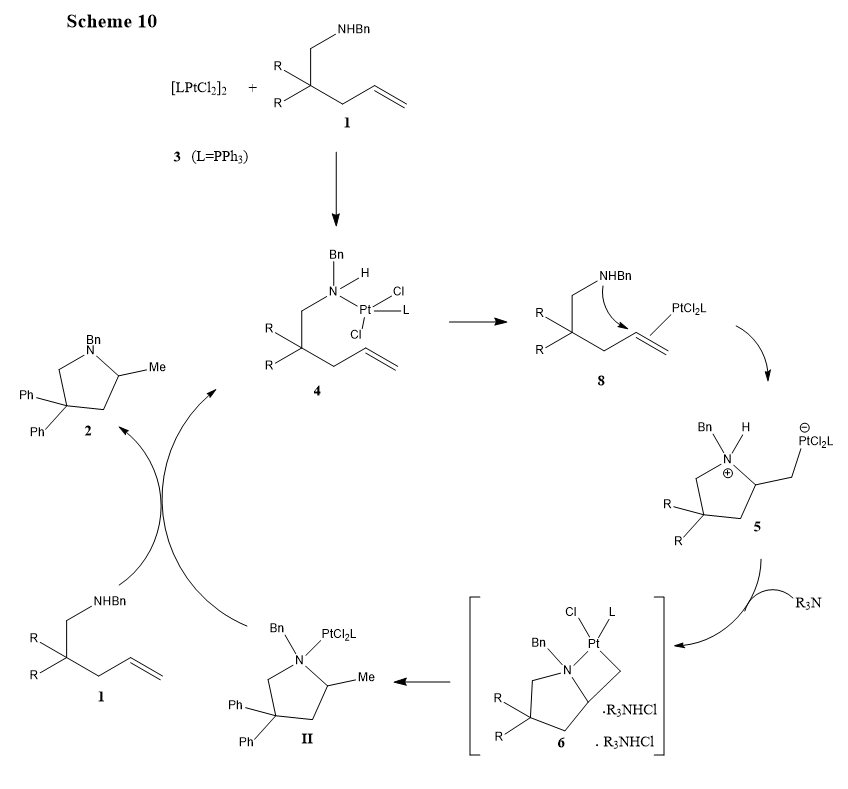 Scheme 10
[LPtCl2]2 +
NHBn
R
R
1
3 (L=PPh3)
Bn
N
H
Pt
Cl
L
Cl
R
R
4
NHBn
R
R
PtCl2L
8
Bn
N
Me
Ph
Ph
2
Bn
H
N
⊕
⊖
PtCl2L
R
R
5
R3N
NHBn
R
R
1
Bn
PtCl2L
N
Me
Ph
Ph
II
Cl
L
Pt
Bn
N
R
R
.R3NHCl
6
. R3NHCl